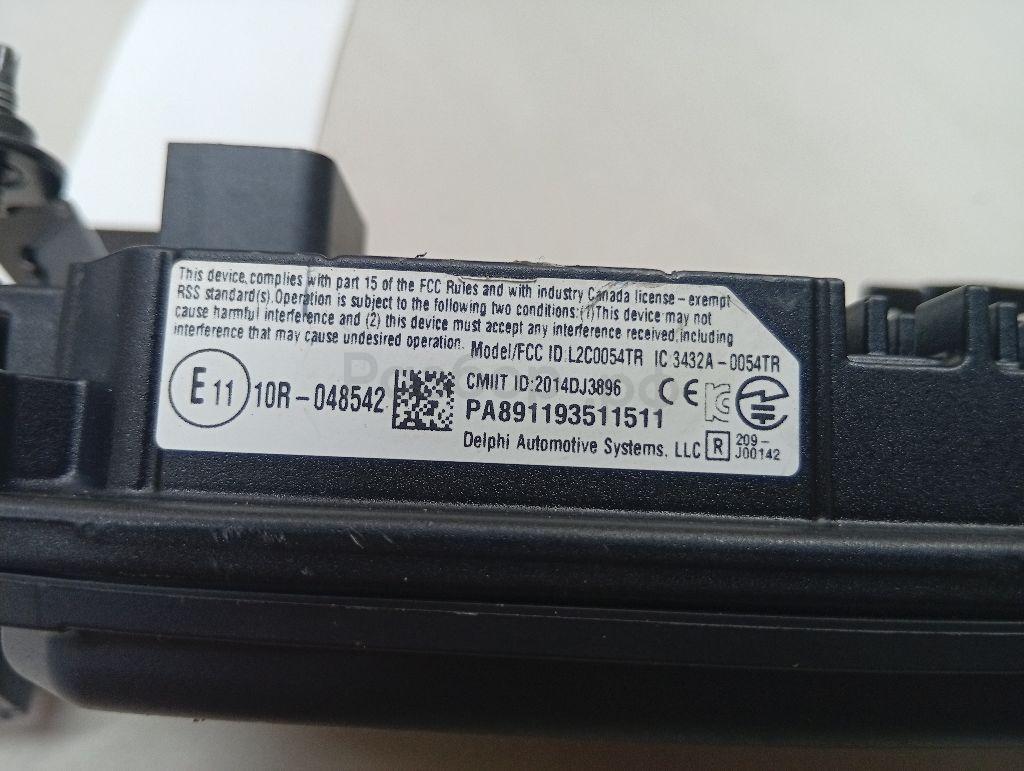 This device complies with part 15 of the FCC Rules and with industry Canada license-exempt
RSS standard(s). Operation is subject to the following two conditions:(1)This device may not
cause harmful interference and (2) this device must accept any interference received, including
interference that may cause undesired operation.
Model/FCC ID:L2C0054TR IC 3432A-0054TR
E 11 10R-048542
CMIIT ID:2014DJ3896
CE
PA891193511511
Delphi Automotive Systems, LLC
R 209-
J00142